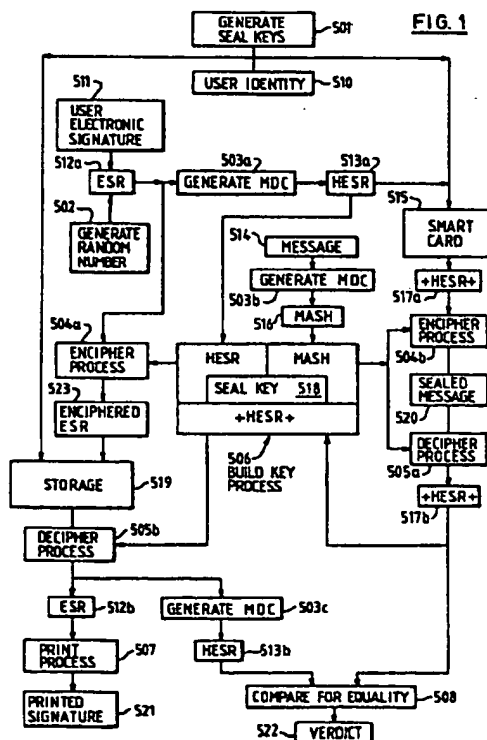 FIG. 1
GENERATE
SEAL KEYS
501
USER IDENTITY
510
511
USER
ELECTRONIC
SIGNATURE
512a
ESR
503a
GENERATE MDC
513a
HESR
515
SMART
CARD
502
GENERATE
RANDOM
NUMBER
514
MESSAGE
GENERATE MDC
503b
516
MASH
+HESR+
517a
504a
ENCIPHER
PROCESS
HESR
MASH
SEAL KEY
518
+HESR+
ENCIPHER
PROCESS
504b
523
ENCIPHERED
ESR
SEALED
MESSAGE
520
506
BUILD KEY
PROCESS
DECIPHER
PROCESS
505a
STORAGE
519
+HESR+
517b
DECIPHER
PROCESS
505b
ESR
512b
GENERATE MDC
503c
PRINT
PROCESS
507
HESR
513b
PRINTED
SIGNATURE
521
COMPARE FOR EQUALITY
508
522
VERDICT